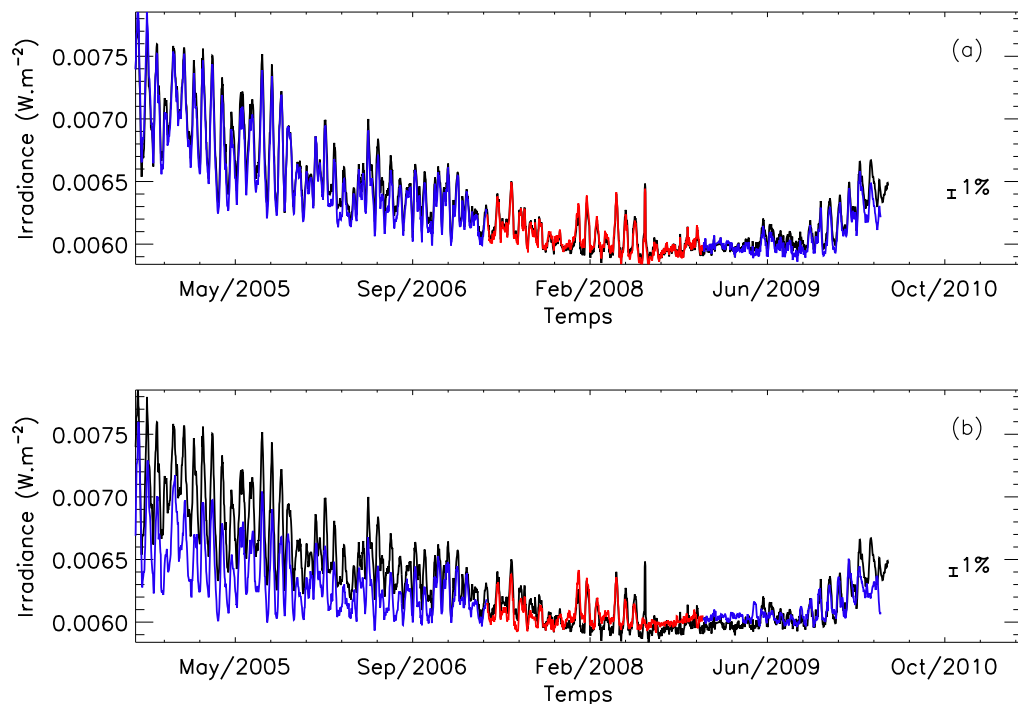 (a)
Irradiance (W.m⁻²)
0.0075
0.0070
0.0065
0.0060
1%
May/2005 Sep/2006 Feb/2008 Jun/2009 Oct/2010
Temps
(b)
Irradiance (W.m⁻²)
0.0075
0.0070
0.0065
0.0060
1%
May/2005 Sep/2006 Feb/2008 Jun/2009 Oct/2010
Temps